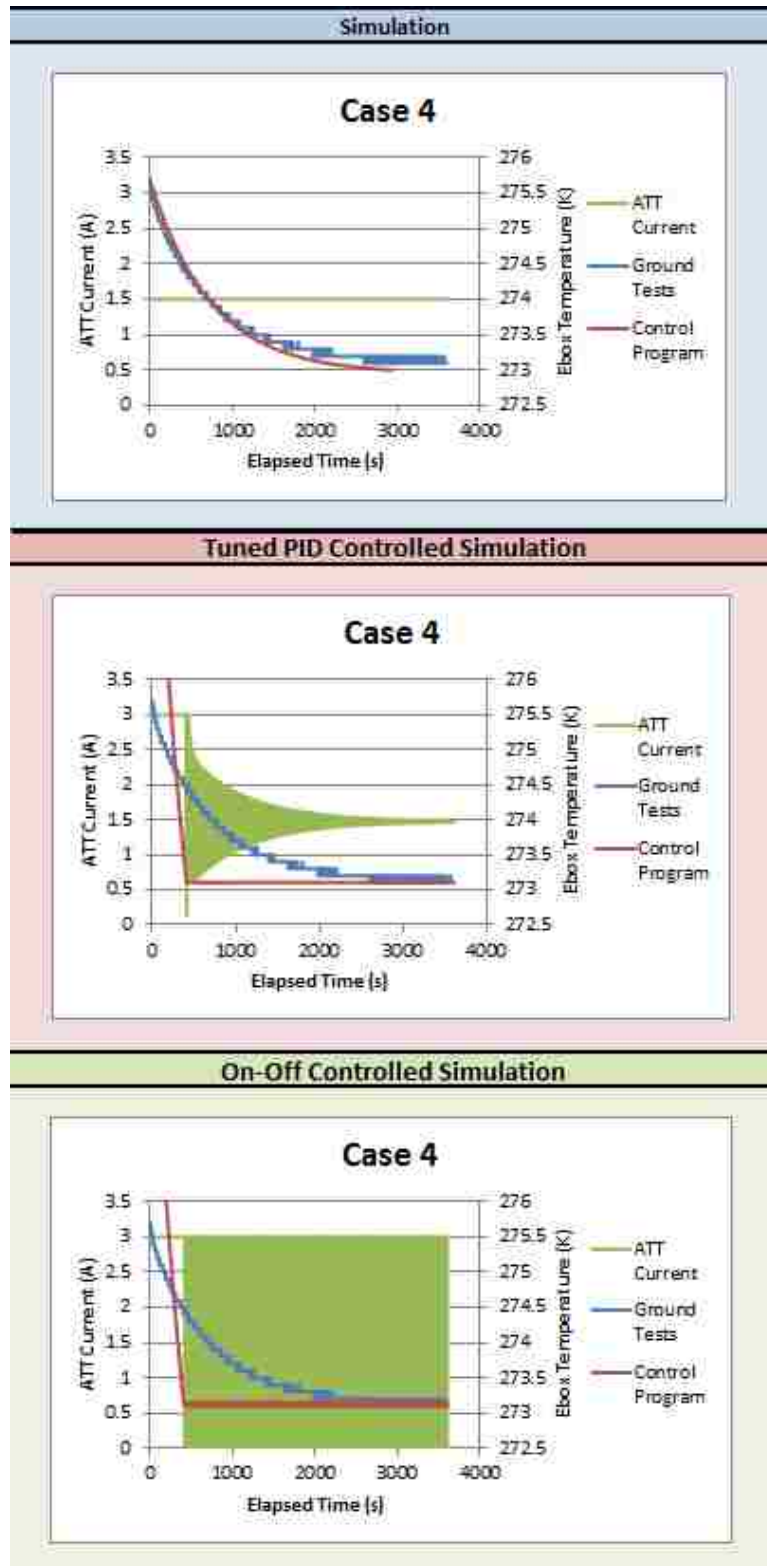 Simulation
Case 4
3.5
3
2.5
2
1.5
1
0.5
0
ATT Current (A)
276
275.5
275
274.5
274
273.5
273
272.5
Ebox Temperature (K)
0 1000 2000 3000 4000
Elapsed Time (s)
ATT
Current
Ground
Tests
Control
Program
Tuned PID Controlled Simulation
Case 4
3.5
3
2.5
2
1.5
1
0.5
0
ATT Current (A)
276
275.5
275
274.5
274
273.5
273
272.5
Ebox Temperature (K)
0 1000 2000 3000 4000
Elapsed Time (s)
ATT
Current
Ground
Tests
Control
Program
On-Off Controlled Simulation
Case 4
3.5
3
2.5
2
1.5
1
0.5
0
ATT Current (A)
276
275.5
275
274.5
274
273.5
273
272.5
Ebox Temperature (K)
0 1000 2000 3000 4000
Elapsed Time (s)
ATT
Current
Ground
Tests
Control
Program